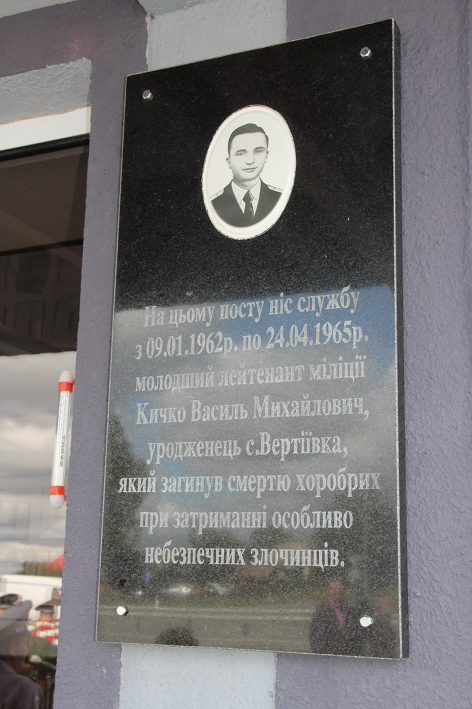 На цьому посту ніс службу
з 09.01.1962р. по 24.04.1965р.
молодший лейтенант міліції
Кичко Василь Михайлович,
уродженець с.Вертіївка,
який загинув смертю хоробрих
при затриманні особливо
небезпечних злочинців.